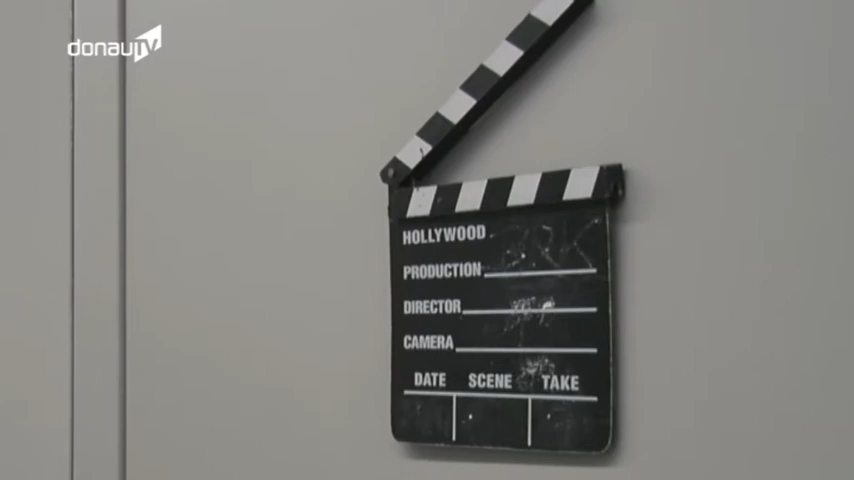 donauTV
HOLLYWOOD
PRODUCTION
DIRECTOR
CAMERA
DATE SCENE TAKE